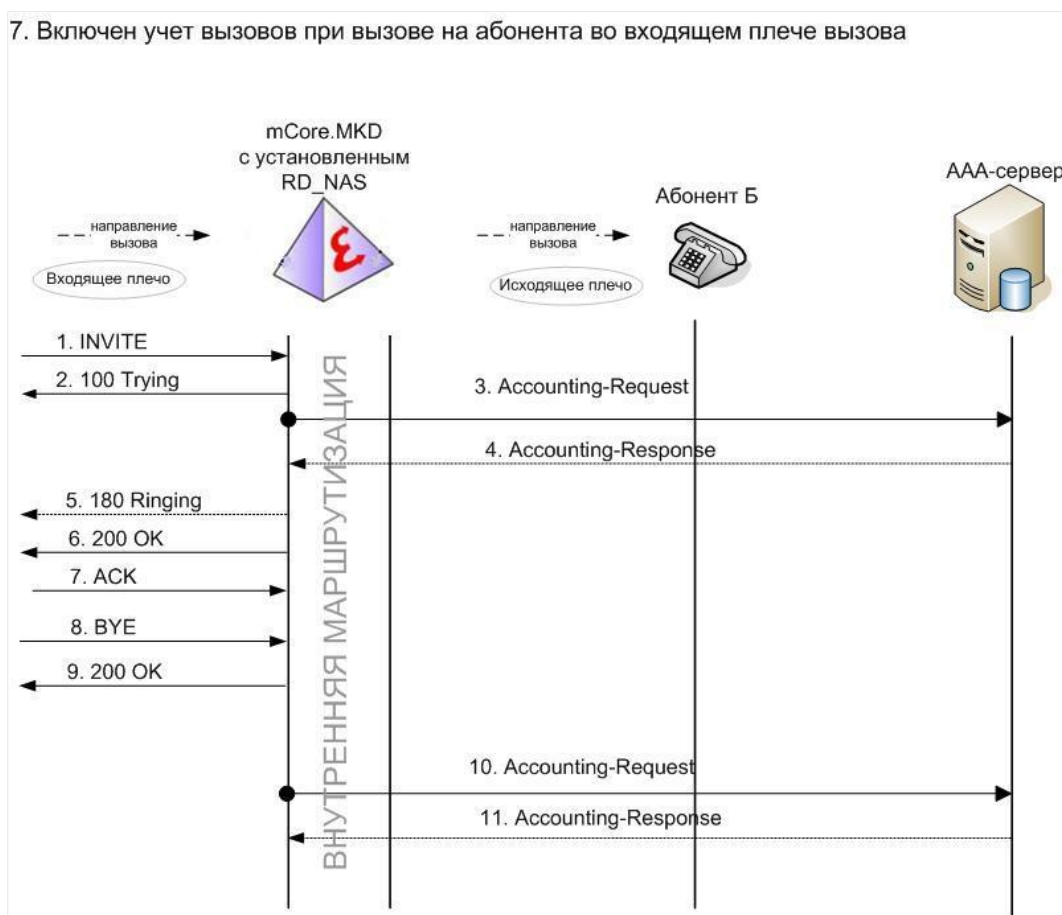 7. Включен учет вызовов при вызове на абонента во входящем плече вызова
mCore.MKD
с установленным
RD_NAS
ААА-сервер
Абонент Б
направление
вызова
направление
вызова
Входящее плечо
Исходящее плечо
1. INVITE
2. 100 Trying
3. Accounting-Request
4. Accounting-Response
5. 180 Ringing
6. 200 OK
7. ACK
8. BYE
9. 200 OK
10. Accounting-Request
11. Accounting-Response
ВНУТРЕННЯЯ МАРШРУТИЗАЦИЯ